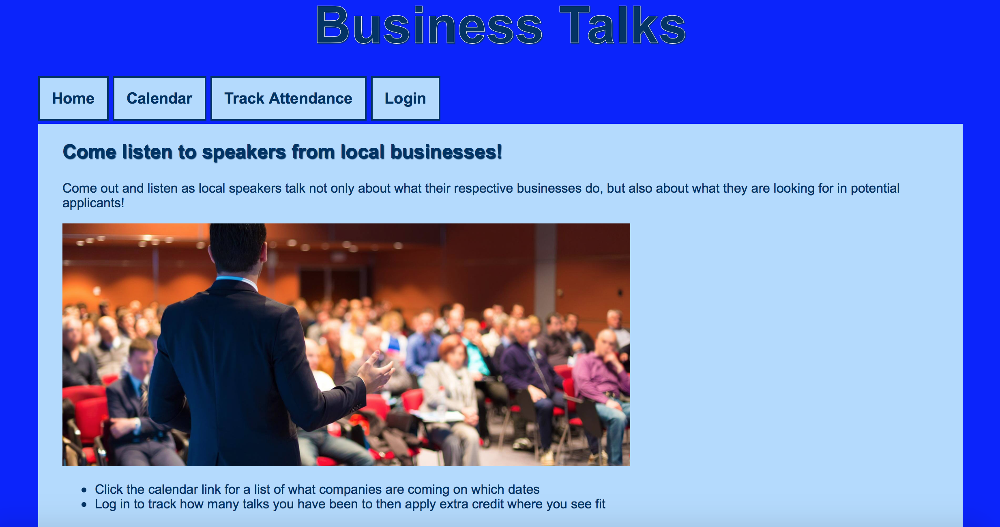 Business Talks
Home Calendar Track Attendance Login
Come listen to speakers from local businesses!
Come out and listen as local speakers talk not only about what their respective businesses do, but also about what they are looking for in potential
applicants!
Click the calendar link for a list of what companies are coming on which dates
Log in to track how many talks you have been to then apply extra credit where you see fit